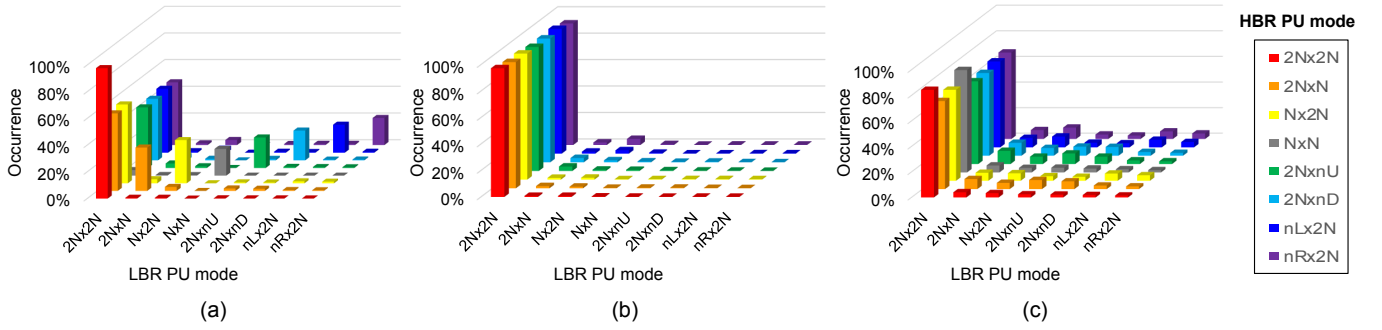 Occurrence
100%
80%
60%
40%
20%
0%
2Nx2N
2NxN
Nx2N
NxN
2NxnU
2NxnD
nLx2N
nRx2N
LBR PU mode
(a)
Occurrence
100%
80%
60%
40%
20%
0%
2Nx2N
2NxN
Nx2N
NxN
2NxnU
2NxnD
nLx2N
nRx2N
LBR PU mode
(b)
Occurrence
100%
80%
60%
40%
20%
0%
2Nx2N
2NxN
Nx2N
2NxnU
2NxnD
nLx2N
nRx2N
LBR PU mode
(c)
HBR PU mode
2Nx2N
2NxN
Nx2N
NxN
2NxnU
2NxnD
nLx2N
nRx2N